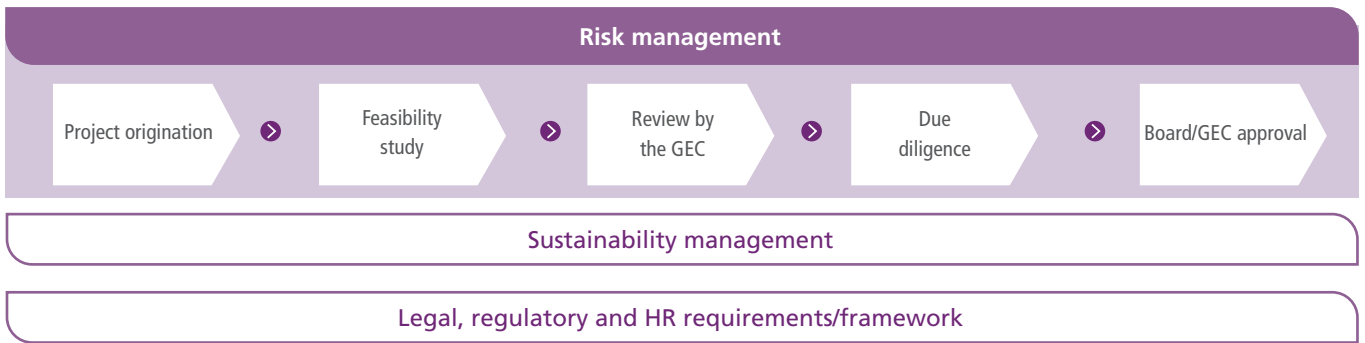 Risk management
Project origination
Feasibility
study
Review by
the GEC
Due
diligence
Board/GEC approval
Sustainability management
Legal, regulatory and HR requirements/framework